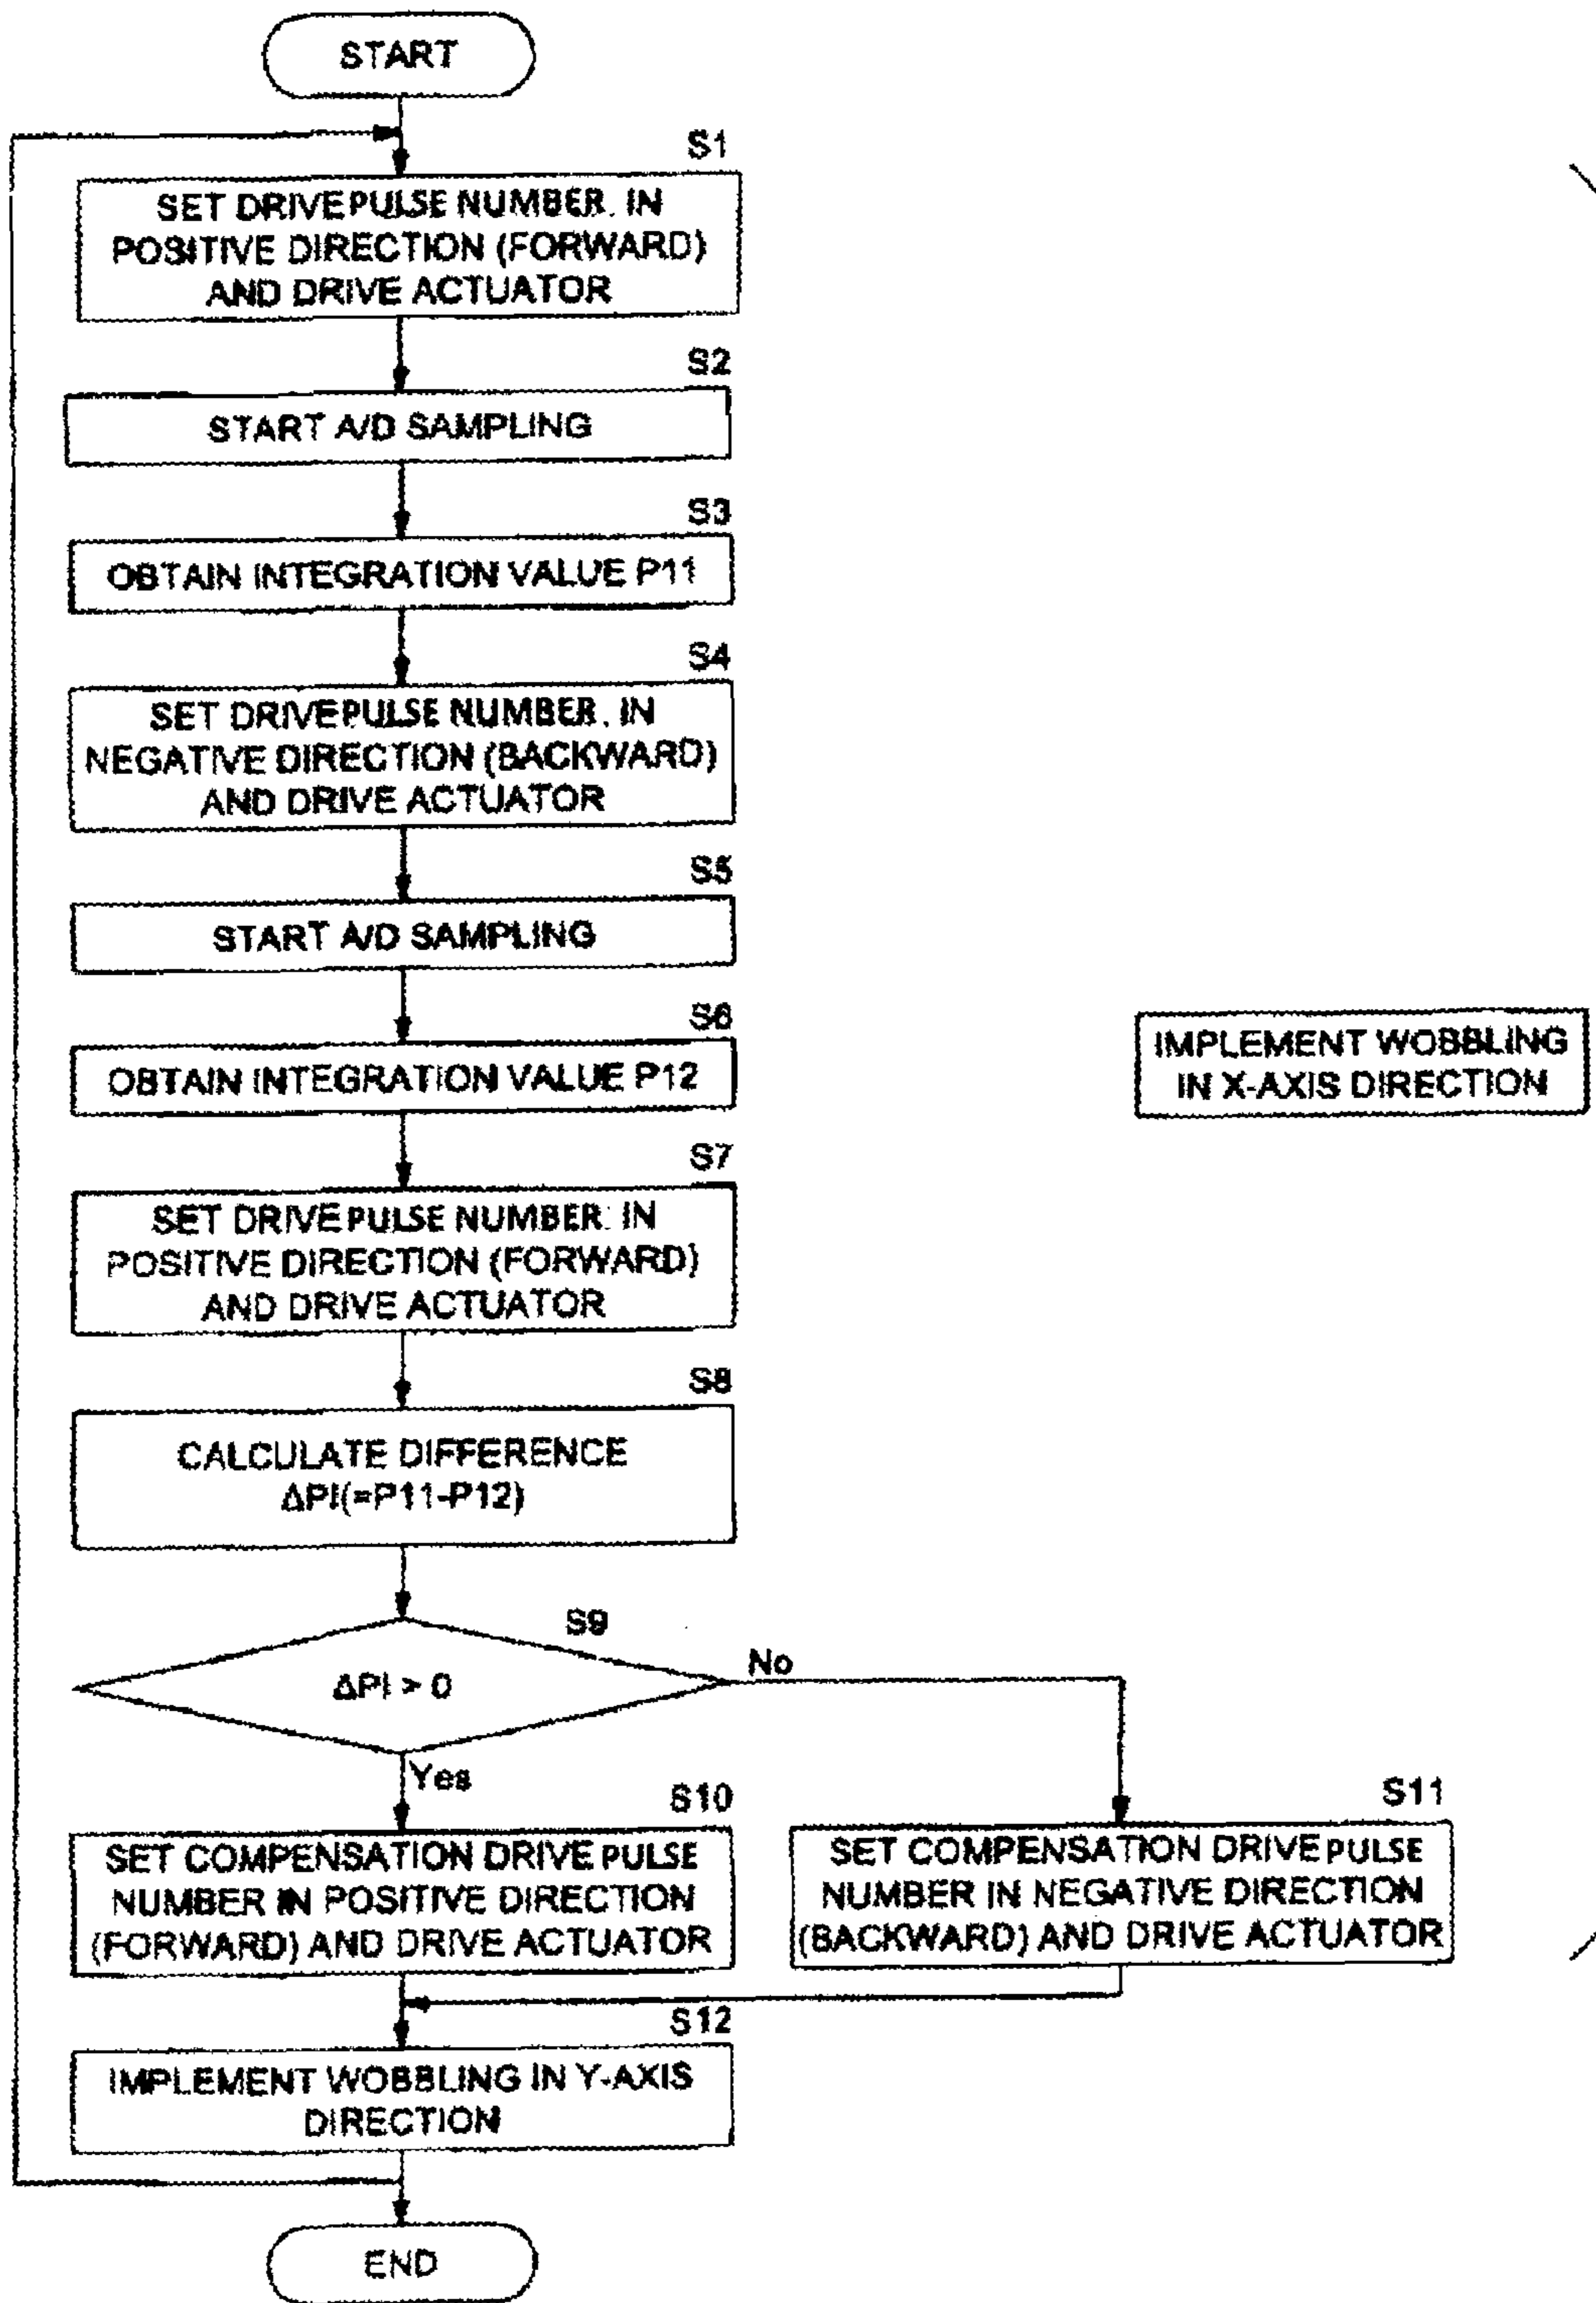 START
S1
SET DRIVE PULSE NUMBER. IN
POSITIVE DIRECTION (FORWARD)
AND DRIVE ACTUATOR
S2
START A/D SAMPLING
S3
OBTAIN INTEGRATION VALUE P11
S4
SET DRIVE PULSE NUMBER. IN
NEGATIVE DIRECTION (BACKWARD)
AND DRIVE ACTUATOR
S5
START A/D SAMPLING
S6
OBTAIN INTEGRATION VALUE P12
IMPLEMENT WOBBLING
IN X-AXIS DIRECTION
S7
SET DRIVE PULSE NUMBER. IN
POSITIVE DIRECTION (FORWARD)
AND DRIVE ACTUATOR
S8
CALCULATE DIFFERENCE
ΔPI(=P11-P12)
S9
ΔPI > 0
No
Yes
S10
SET COMPENSATION DRIVE PULSE
NUMBER IN POSITIVE DIRECTION
(FORWARD) AND DRIVE ACTUATOR
S11
SET COMPENSATION DRIVE PULSE
NUMBER IN NEGATIVE DIRECTION
(BACKWARD) AND DRIVE ACTUATOR
S12
IMPLEMENT WOBBLING IN Y-AXIS
DIRECTION
END